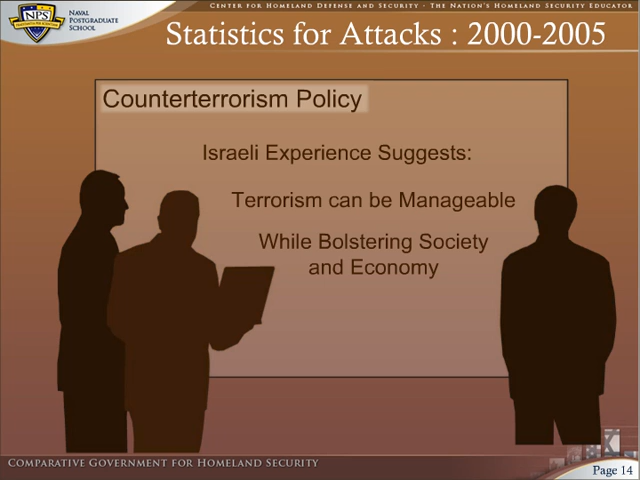 Center for Homeland Defense and Security · The Nation's Homeland Security Educator
NPS
Naval
Postgraduate
School
Statistics for Attacks : 2000-2005
Counterterrorism Policy
Israeli Experience Suggests:
Terrorism can be Manageable
While Bolstering Society
and Economy
Comparative Government for Homeland Security
Page 14